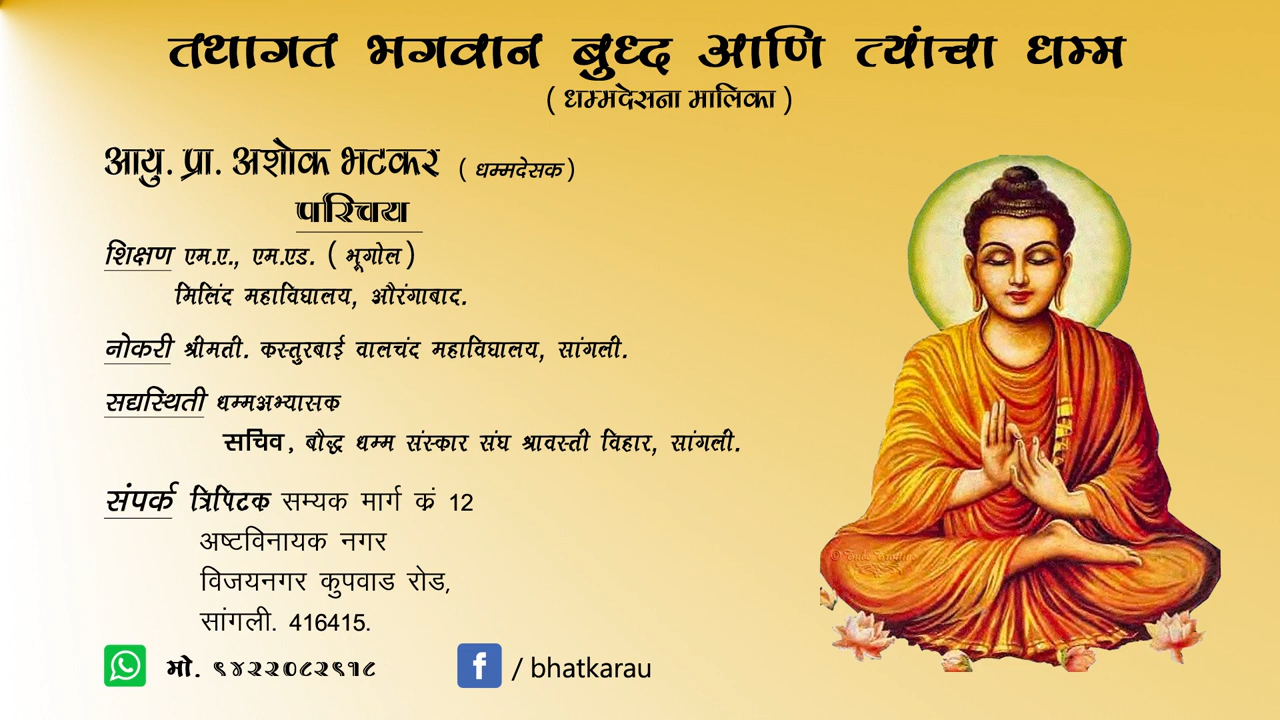 तथागत भगवान बुध्द आणि त्यांचा धम्म
( धम्मदेसना मालिका )
आयु. प्रा. अशोक भटकर ( धम्मदेसक )
परिचय
शिक्षण एम.ए., एम.एड. ( भूगोल )
मिलिंद महाविघालय, औरंगाबाद.
नोकरी श्रीमती. कस्तुरबाई वालचंद महाविघालय, सांगली.
सद्यस्थिती धम्मअभ्यासक
सचिव, बौद्ध धम्म संस्कार संघ श्रावस्ती विहार, सांगली.
संपर्क त्रिपिटक सम्यक मार्ग क्रं 12
अष्टविनायक नगर
विजयनगर कुपवाड रोड,
सांगली. 416415.
मो. ९४२२०८२९१८
/ bhatkarau